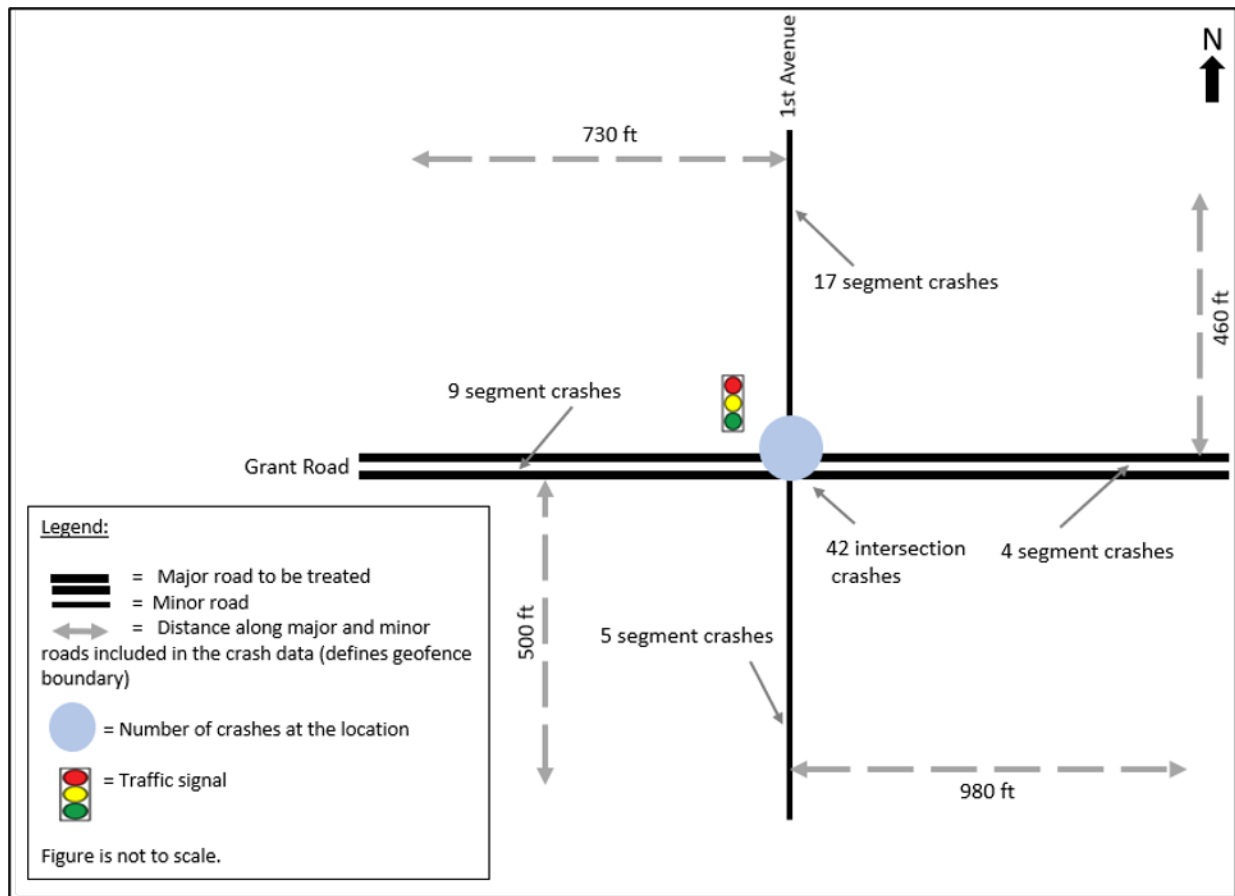 N
1st Avenue
730 ft
17 segment crashes
460 ft
9 segment crashes
Grant Road
42 intersection
crashes
4 segment crashes
5 segment crashes
500 ft
980 ft
Legend:
= Major road to be treated
= Minor road
= Distance along major and minor
roads included in the crash data (defines geofence
boundary)
= Number of crashes at the location
= Traffic signal
Figure is not to scale.